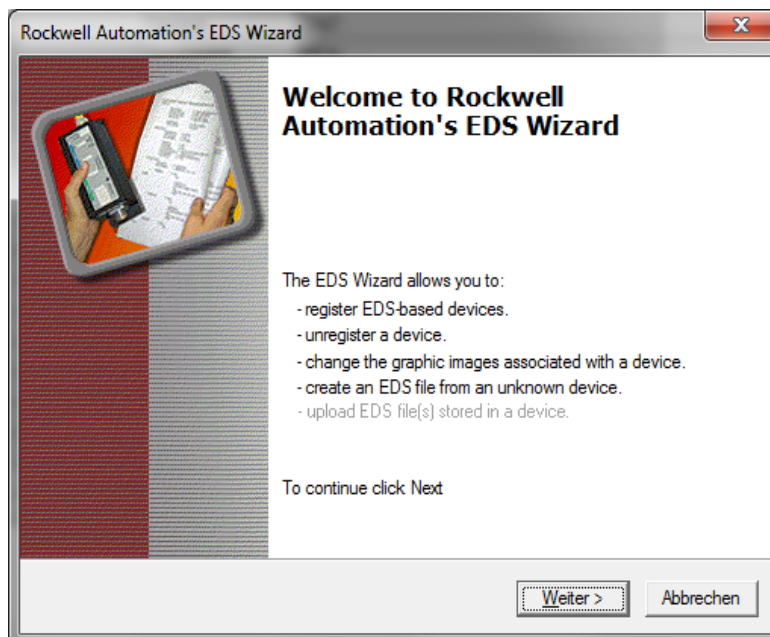 Rockwell Automation's EDS Wizard
Welcome to Rockwell
Automation's EDS Wizard
The EDS Wizard allows you to:
- register EDS-based devices.
- unregister a device.
- change the graphic images associated with a device.
- create an EDS file from an unknown device.
- upload EDS file(s) stored in a device.
To continue click Next
Weiter >
Abbrechen